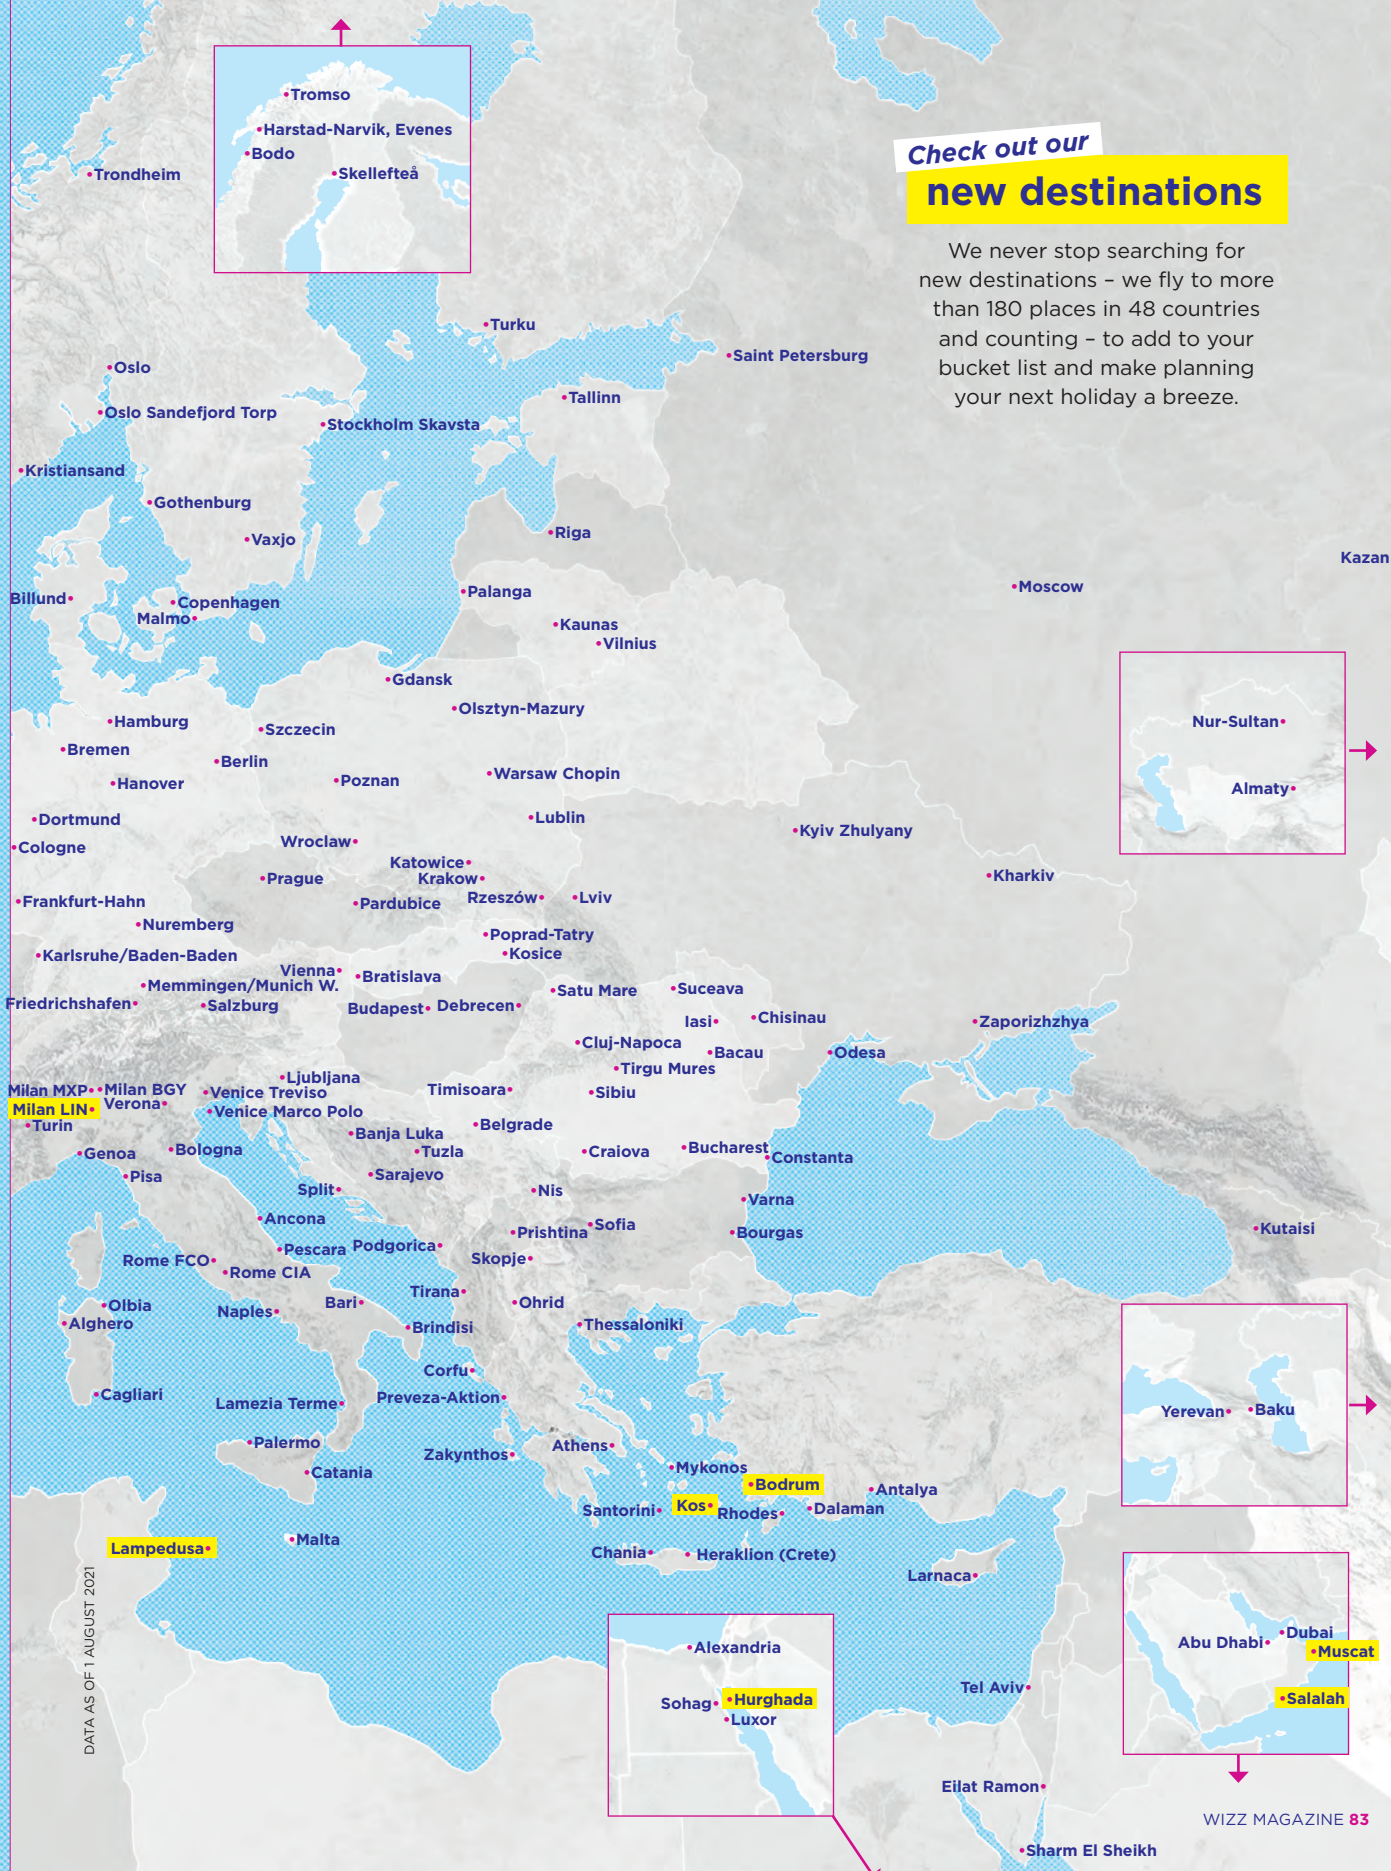 Tromso
Harstad-Narvik, Evenes
Bodo
Skellefteå
Trondheim
Check out our
new destinations
We never stop searching for
new destinations – we fly to more
than 180 places in 48 countries
and counting – to add to your
bucket list and make planning
your next holiday a breeze.
Turku
Saint Petersburg
Oslo
Tallinn
Oslo Sandefjord Torp
Stockholm Skavsta
Kristiansand
Gothenburg
Riga
Vaxjo
Kazan
Moscow
Palanga
Billund
Copenhagen
Malmo
Kaunas
Vilnius
Gdansk
Olsztyn-Mazury
Hamburg
Szczecin
Nur-Sultan
Bremen
Berlin
Warsaw Chopin
Hanover
Poznan
Almaty
Dortmund
Lublin
Kyiv Zhulyany
Cologne
Wroclaw
Katowice
Krakow
Prague
Kharkiv
Frankfurt-Hahn
Pardubice
Rzeszów
Lviv
Nuremberg
Poprad-Tatry
Kosice
Karlsruhe/Baden-Baden
Vienna
Bratislava
Memmingen/Munich W.
Satu Mare
Suceava
Friedrichshafen
Salzburg
Budapest
Debrecen
Iasi
Chisinau
Zaporizhzhya
Cluj-Napoca
Bacau
Odesa
Tirgu Mures
Ljubljana
Milan MXP
Milan BGY
Venice Treviso
Timisoara
Sibiu
Milan LIN
Verona
Venice Marco Polo
Turin
Banja Luka
Belgrade
Genoa
Bologna
Tuzla
Craiova
Bucharest
Constanta
Pisa
Sarajevo
Split
Nis
Varna
Ancona
Prishtina
Sofia
Bourgas
Kutaisi
Pescara
Podgorica
Rome FCO
Skopje
Rome CIA
Tirana
Olbia
Naples
Bari
Ohrid
Alghero
Brindisi
Thessaloniki
Corfu
Cagliari
Lamezia Terme
Preveza-Aktion
Yerevan
Baku
Palermo
Zakynthos
Athens
Catania
Mykonos
Bodrum
Antalya
Santorini
Kos
Rhodes
Dalaman
Lampedusa
Malta
Chania
Heraklion (Crete)
Larnaca
DATA AS OF 1 AUGUST 2021
Alexandria
Abu Dhabi
Dubai
Muscat
Tel Aviv
Salalah
Sohag
Hurghada
Luxor
Eilat Ramon
WIZZ MAGAZINE 83
Sharm El Sheikh